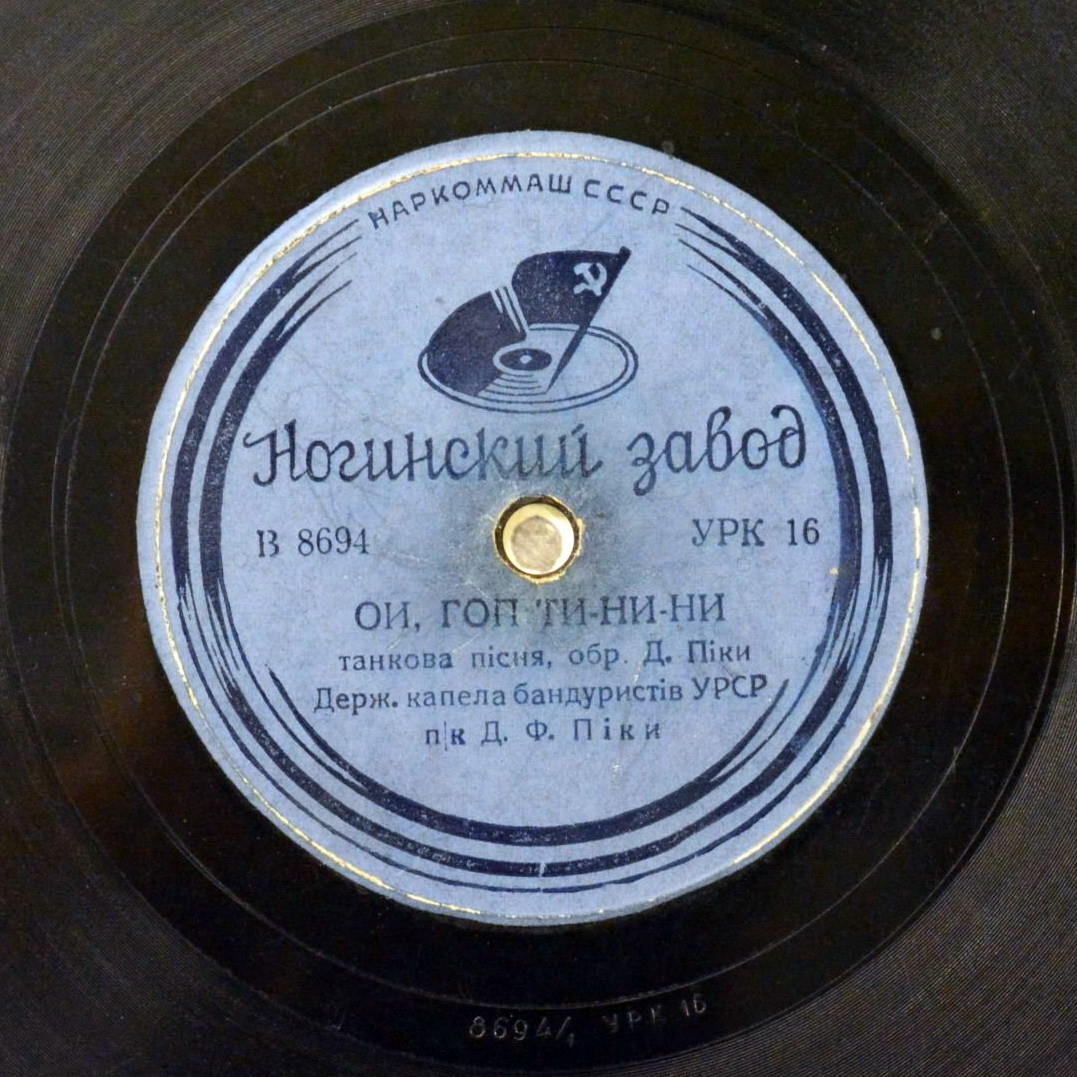 НАРКОММАШ СССР
Ногинский завод
В 8694 УРК 16
ОИ, ГОП ТИ-НИ-НИ
танкова пісня, обр. Д. Піки
Держ. капела бандуристів УРСР
п/к Д. Ф. Піки
8694/ УРК 16